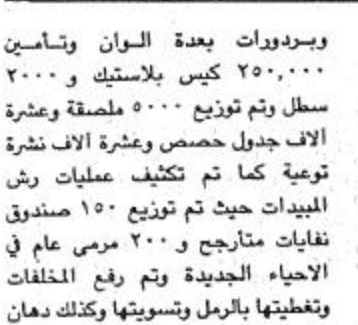 وبردورات بعدة الوان وتأمين
٢٥٠,٠٠٠ كيس بلاستيك و ٢٠٠٠
سطل وتم توزيع ٥٠٠٠ ملصقة وعشرة
آلاف جدول حصص وعشرة آلاف نشرة
توعية كما تم تكثيف عمليات رش
المبيدات حيث تم توزيع ١٥٠ صندوق
نفايات متأرجح و ٢٠٠ مرمى عام في
الاحياء الجديدة وتم رفع المخلفات
وتغطيتها بالرمل وتسويتها وكذلك دهان